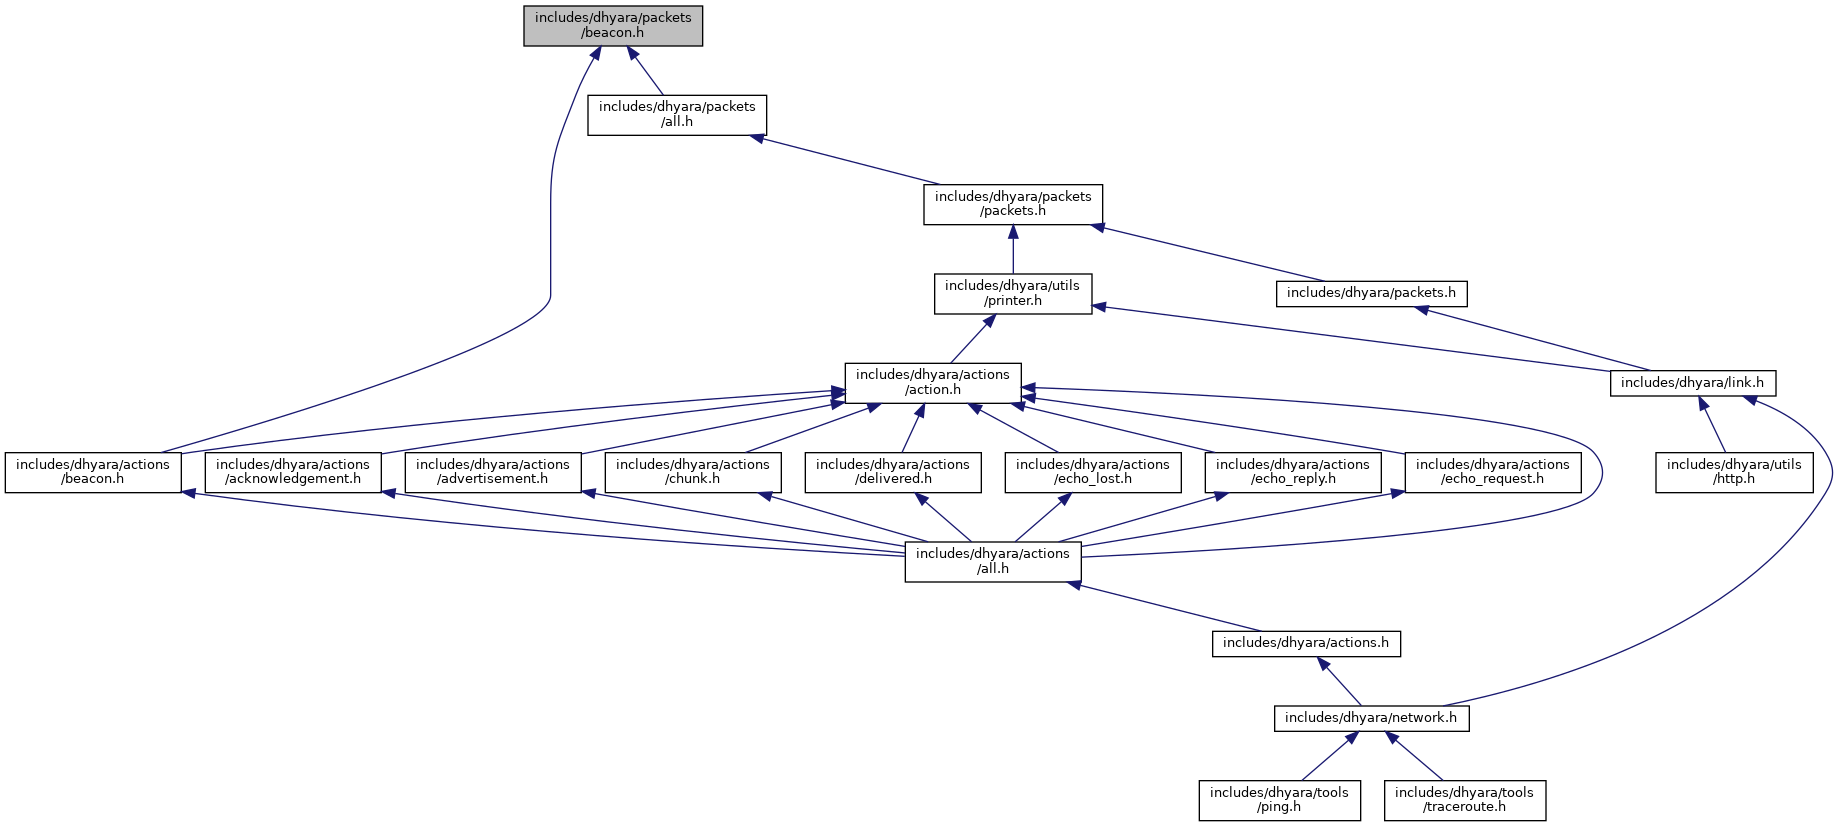 includes/dhyara/packets
/beacon.h
includes/dhyara/packets
/all.h
includes/dhyara/packets
/packets.h
includes/dhyara/utils
/printer.h
includes/dhyara/packets.h
includes/dhyara/actions
/action.h
includes/dhyara/link.h
includes/dhyara/actions
/beacon.h
includes/dhyara/actions
/acknowledgement.h
includes/dhyara/actions
/advertisement.h
includes/dhyara/actions
/chunk.h
includes/dhyara/actions
/delivered.h
includes/dhyara/actions
/echo_lost.h
includes/dhyara/actions
/echo_reply.h
includes/dhyara/actions
/echo_request.h
includes/dhyara/utils
/http.h
includes/dhyara/actions
/all.h
includes/dhyara/actions.h
includes/dhyara/network.h
includes/dhyara/tools
/ping.h
includes/dhyara/tools
/traceroute.h